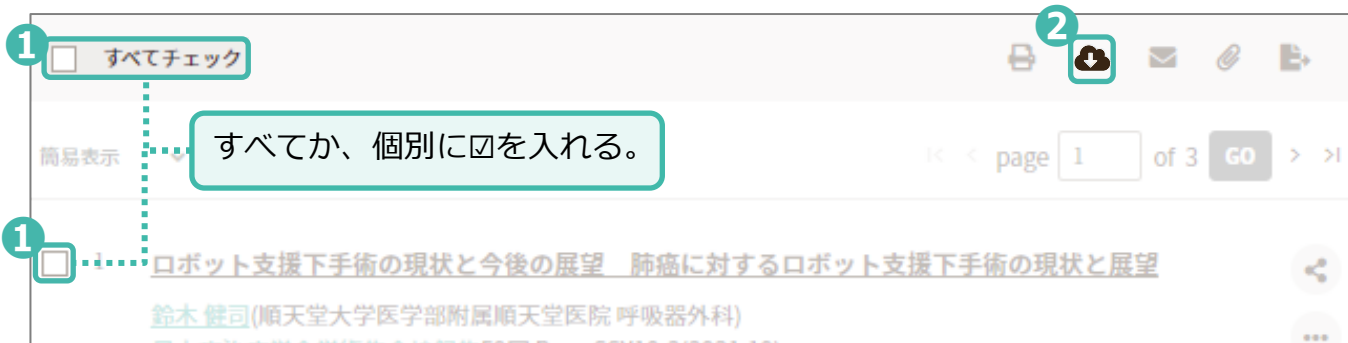 1 すべてチェック 2
すべてか、個別に☑を入れる。
簡易表示 page 1 of 3 GO
1 1 ロボット支援下手術の現状と今後の展望 肺癌に対するロボット支援下手術の現状と展望
鈴木 健司(順天堂大学医学部附属順天堂医院 呼吸器外科)